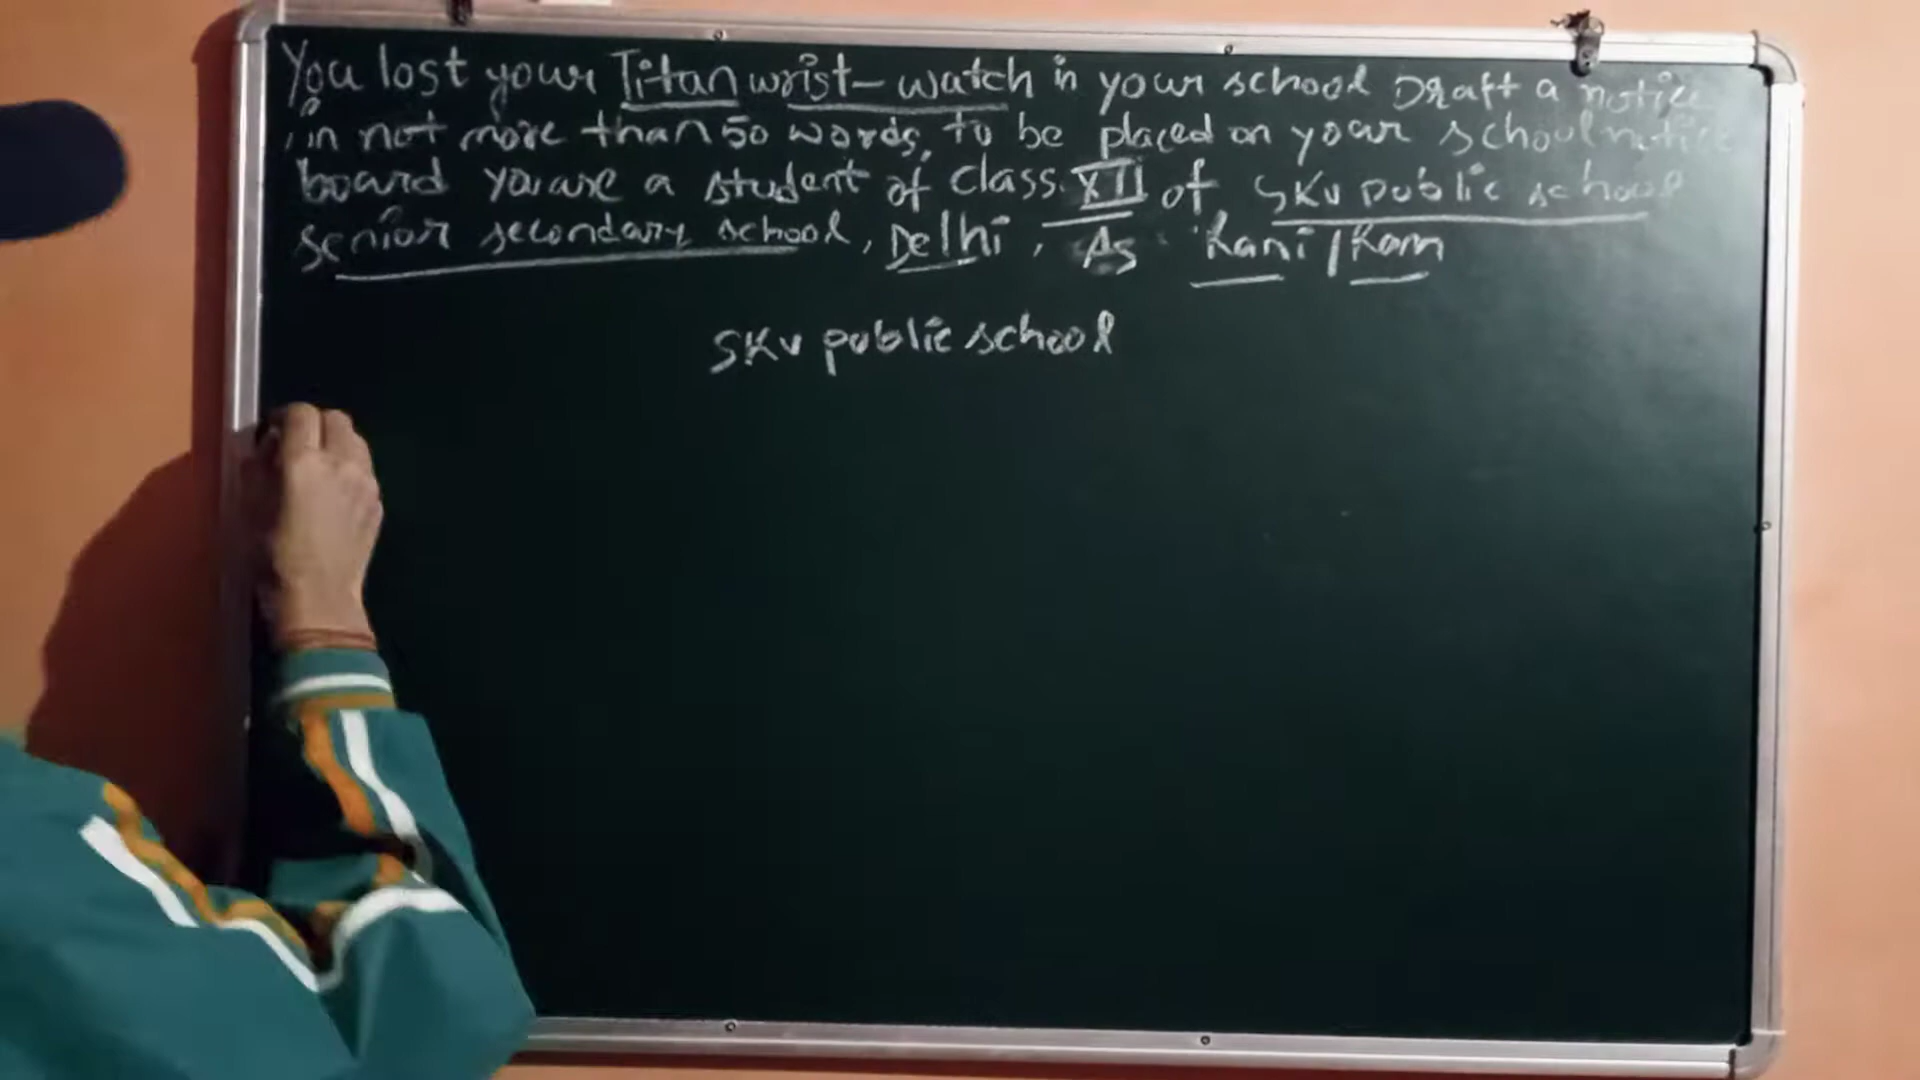 You lost your Titan wrist-watch in your school Draft a notice
in not more than 50 words, to be placed on your school notice
board you are a student of class XII of SKV public school
senior secondary school, Delhi, As Rani/Ram
SKV public school